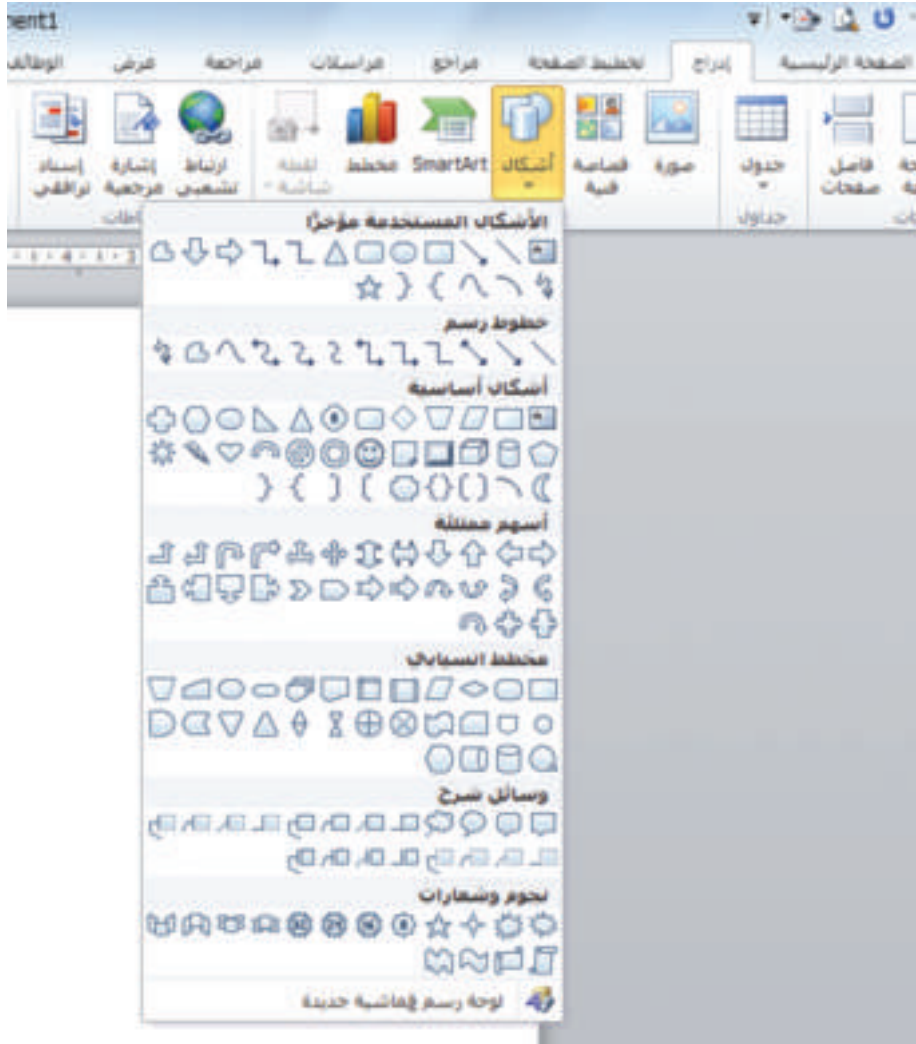 ment1
الصفحة الرئيسية إدراج تخطيط الصفحة مراجع مراسلات مراجعة عرض
فاصل صفحات
جدول
صورة
قصاصة فنية
أشكال
SmartArt
مخطط
لقطة شاشة
ارتباط تشعبي
إشارة مرجعية
إسناد ترافقي
جداول
الأشكال المستخدمة مؤخرًا
خطوط رسم
أشكال أساسية
أسهم ممتلئة
مخطط انسيابي
وسائل شرح
نجوم وشعارات
لوحة رسم قماشية جديدة